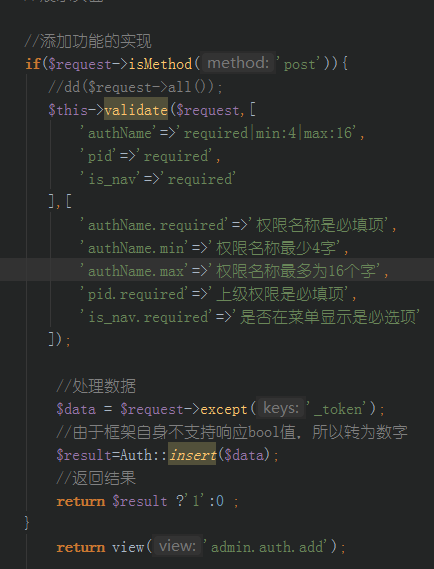 //添加功能的实现
if($request->isMethod( method: 'post')){
//dd($request->all());
$this->validate($request,[
'authName'=>'required|min:4|max:16',
'pid'=>'required',
'is_nav'=>'required'
],[
'authName.required'=>'权限名称是必填项',
'authName.min'=>'权限名称最少4字',
'authName.max'=>'权限名称最多为16个字',
'pid.required'=>'上级权限是必填项',
'is_nav.required'=>'是否在菜单显示是必选项'
]);
//处理数据
$data = $request->except( keys: '_token');
//由于框架自身不支持响应bool值，所以转为数字
$result=Auth::insert($data);
//返回结果
return $result ?'1':0 ;
}
return view( view: 'admin.auth.add');